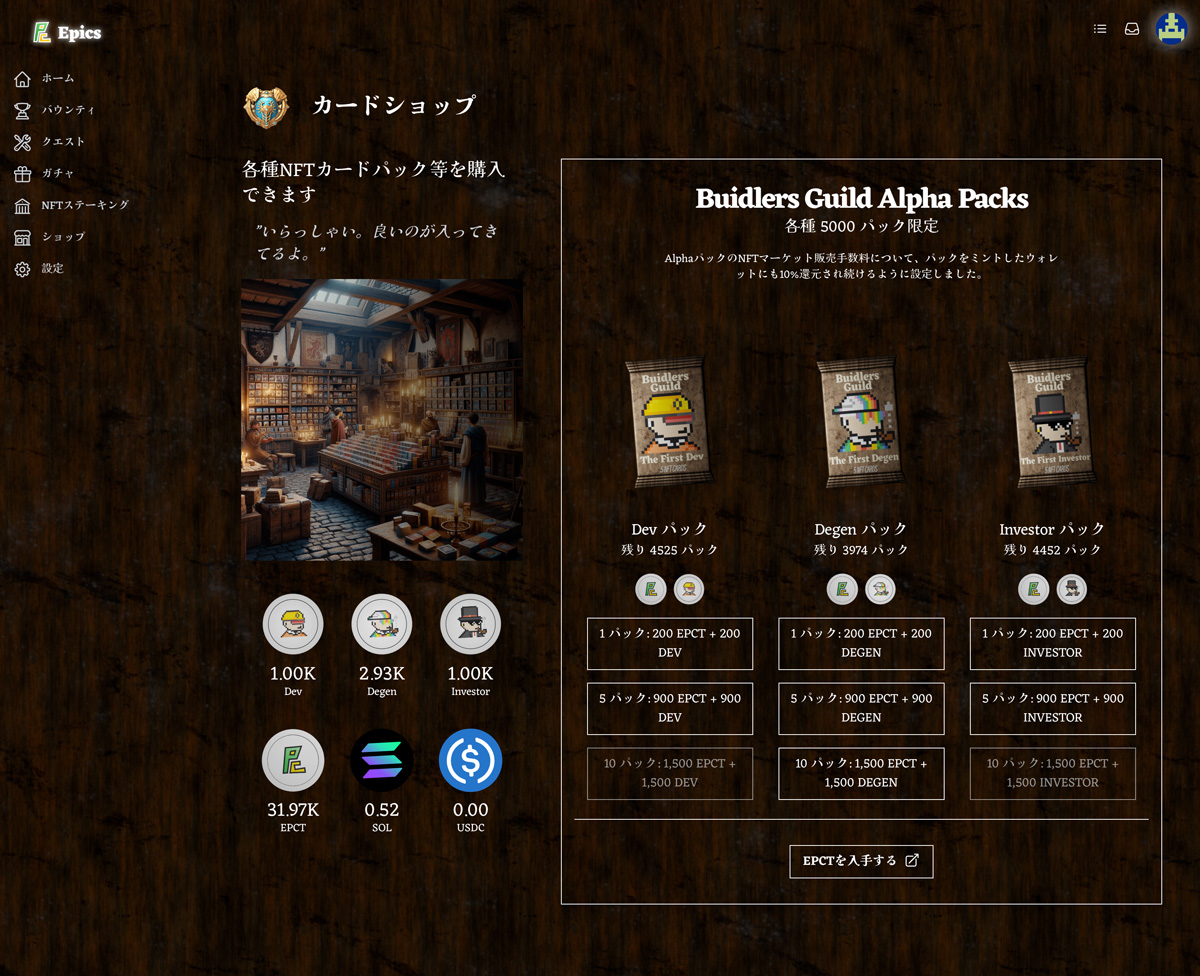 Epics
ホーム
バウンティ
クエスト
ガチャ
NFTステーキング
ショップ
設定
カードショップ
各種NFTカードパック等を購入
できます
"いらっしゃい。良いのが入ってき
てるよ。"
1.00K
Dev
2.93K
Degen
1.00K
Investor
31.97K
EPCT
0.52
SOL
0.00
USDC
Buidlers Guild Alpha Packs
各種 5000 パック限定
AlphaパックのNFTマーケット販売手数料について、パックをミントしたウォレ
ットにも10%還元され続けるように設定しました。
Buidlers
Guild
The First Dev
5 NFT CARDS
Dev パック
残り 4525 パック
1 パック: 200 EPCT + 200
DEV
5 パック: 900 EPCT + 900
DEV
10 パック: 1,500 EPCT +
1,500 DEV
Buidlers
Guild
The First Degen
5 NFT CARDS
Degen パック
残り 3974 パック
1 パック: 200 EPCT + 200
DEGEN
5 パック: 900 EPCT + 900
DEGEN
10 パック: 1,500 EPCT +
1,500 DEGEN
Buidlers
Guild
The First Investor
5 NFT CARDS
Investor パック
残り 4452 パック
1 パック: 200 EPCT + 200
INVESTOR
5 パック: 900 EPCT + 900
INVESTOR
10 パック: 1,500 EPCT +
1,500 INVESTOR
EPCTを入手する